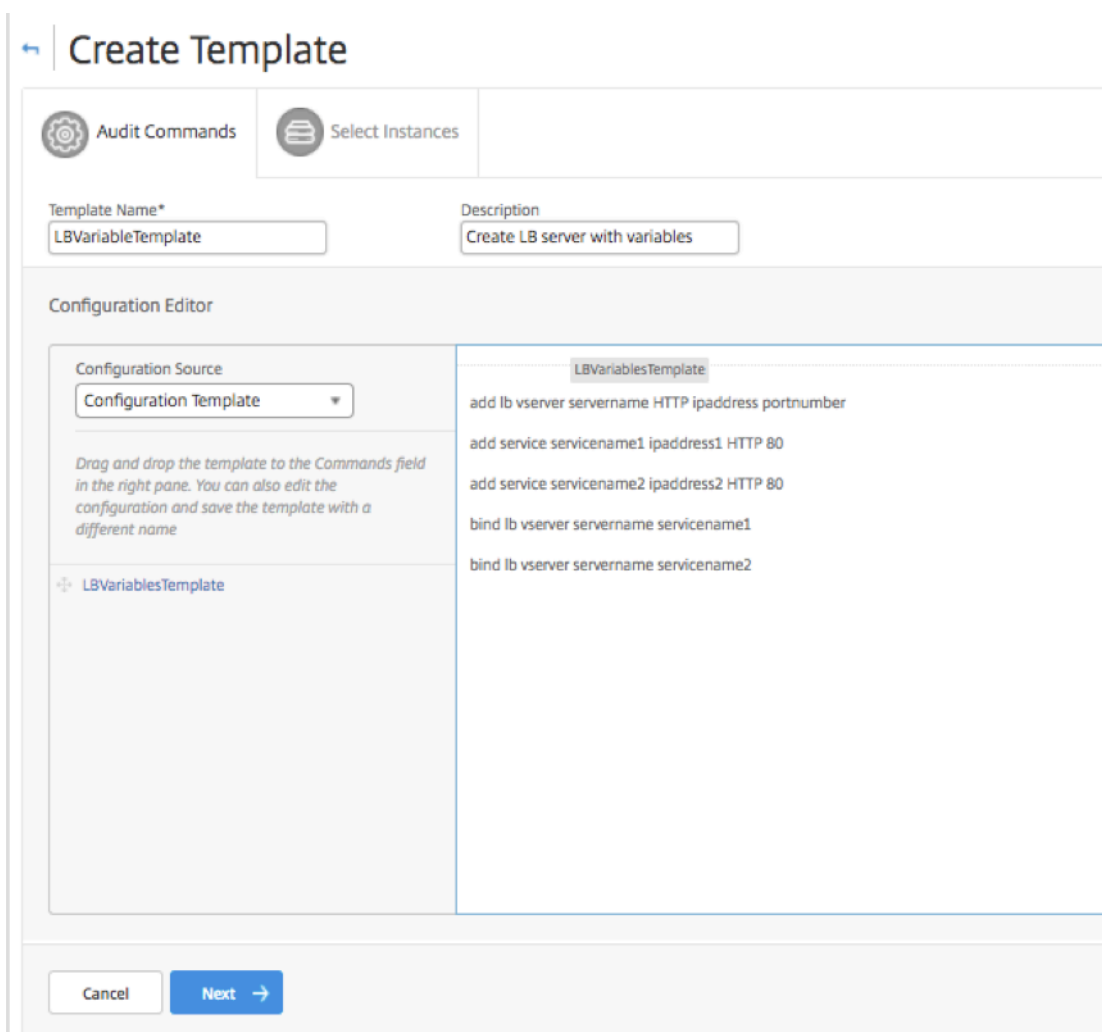 Create Template
Audit Commands
Select Instances
Template Name*
Description
LBVariableTemplate
Create LB server with variables
Configuration Editor
Configuration Source
Configuration Template
Drag and drop the template to the Commands field
in the right pane. You can also edit the
configuration and save the template with a
different name
LBVariablesTemplate
LBVariablesTemplate
add lb vserver servername HTTP ipaddress portnumber
add service servicename1 ipaddress1 HTTP 80
add service servicename2 ipaddress2 HTTP 80
bind lb vserver servername servicename1
bind lb vserver servername servicename2
Cancel
Next